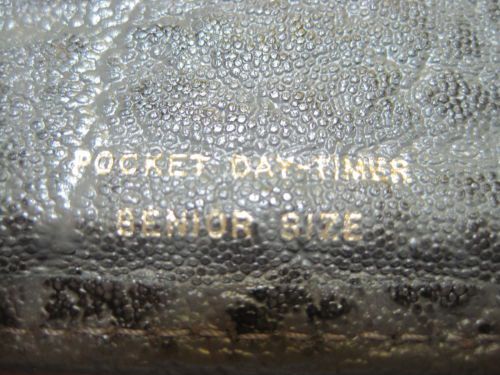 POCKET DAY-TIMER
SENIOR SIZE